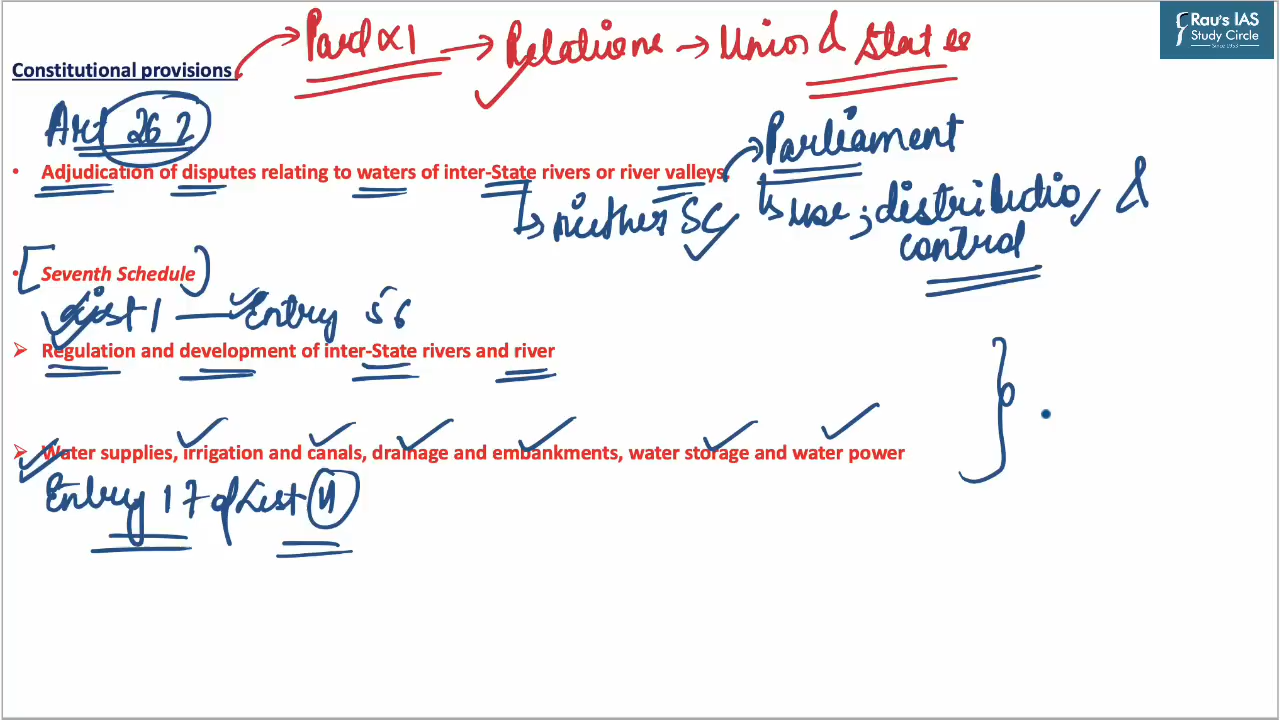 Rau's IAS
Study Circle
Since 1953
Part XI → Relations → Union & States
Constitutional provisions
Art 262
Parliament
• Adjudication of disputes relating to waters of inter-State rivers or river valleys
neither SC
use; distribution, &
control
• Seventh Schedule
List 1 — Entry 56
➢ Regulation and development of inter-State rivers and river
➢ Water supplies, irrigation and canals, drainage and embankments, water storage and water power
Entry 17 of List II